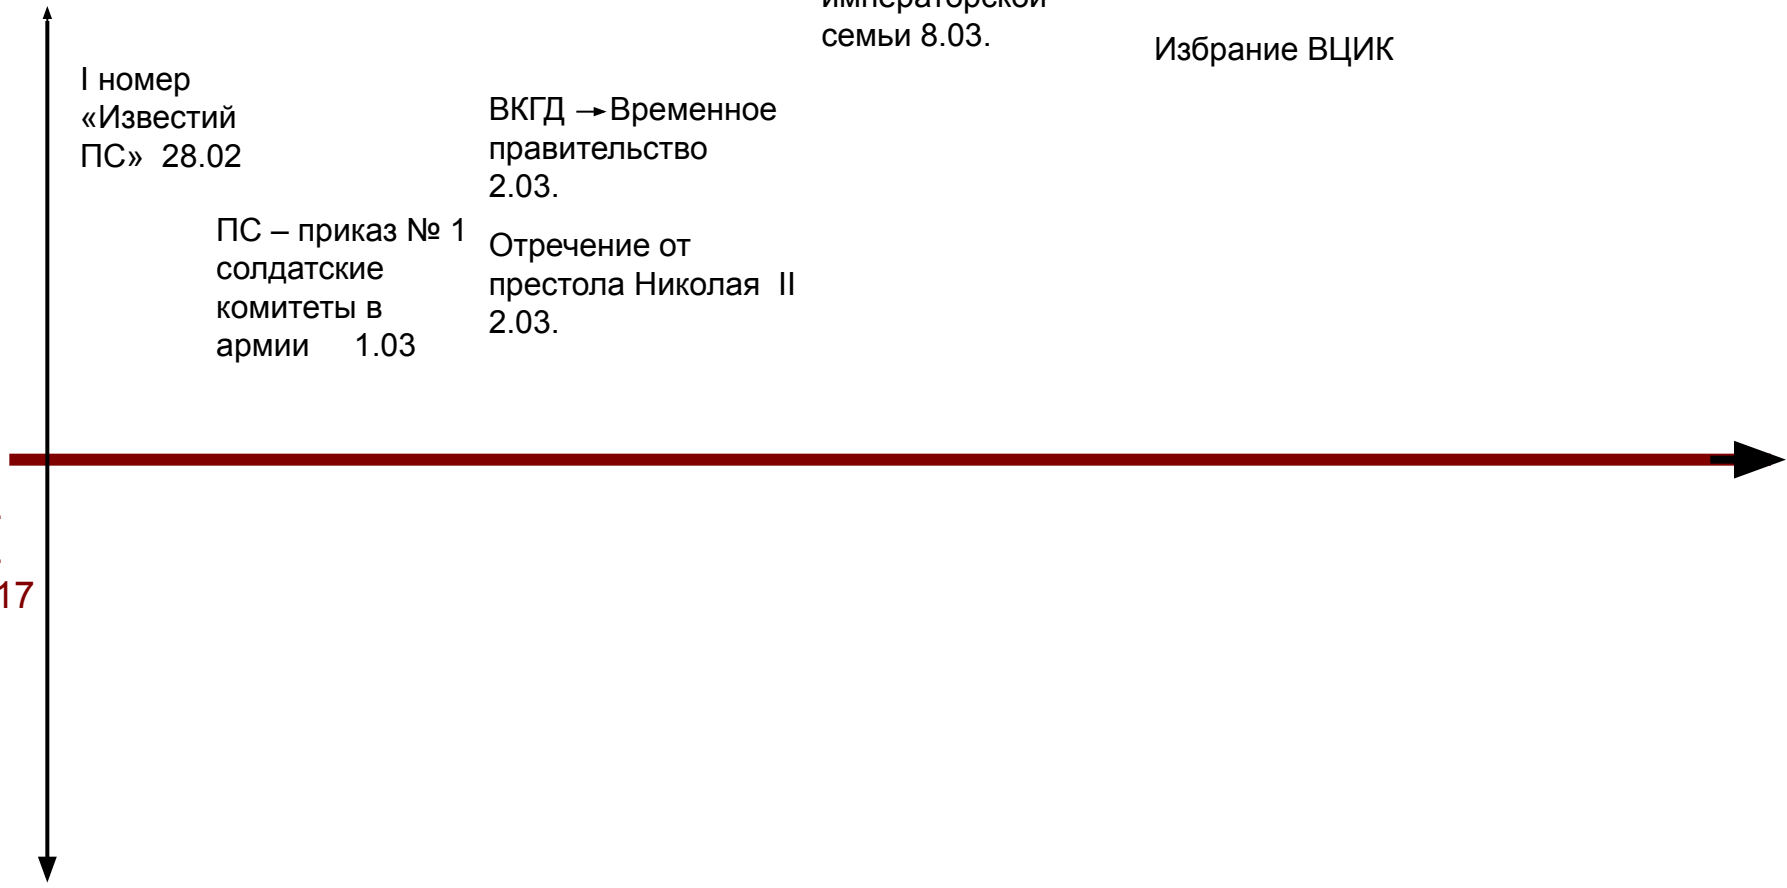 семьи 8.03.
Избрание ВЦИК
I номер
«Известий
ПС» 28.02
ВКГД → Временное
правительство
2.03.
ПС – приказ № 1
солдатские
комитеты в
армии 1.03
Отречение от
престола Николая II
2.03.
17